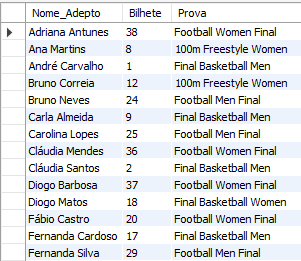 Nome_Adepto Bilhete Prova
Adriana Antunes 38 Football Women Final
Ana Martins 8 100m Freestyle Women
André Carvalho 1 Final Basketball Men
Bruno Correia 12 100m Freestyle Women
Bruno Neves 24 Football Men Final
Carla Almeida 9 Final Basketball Men
Carolina Lopes 25 Football Men Final
Cláudia Mendes 36 Football Women Final
Cláudia Santos 2 Final Basketball Men
Diogo Barbosa 37 Football Women Final
Diogo Matos 18 Final Basketball Women
Fábio Castro 20 Football Women Final
Fernanda Cardoso 17 Final Basketball Men
Fernanda Silva 29 Football Men Final